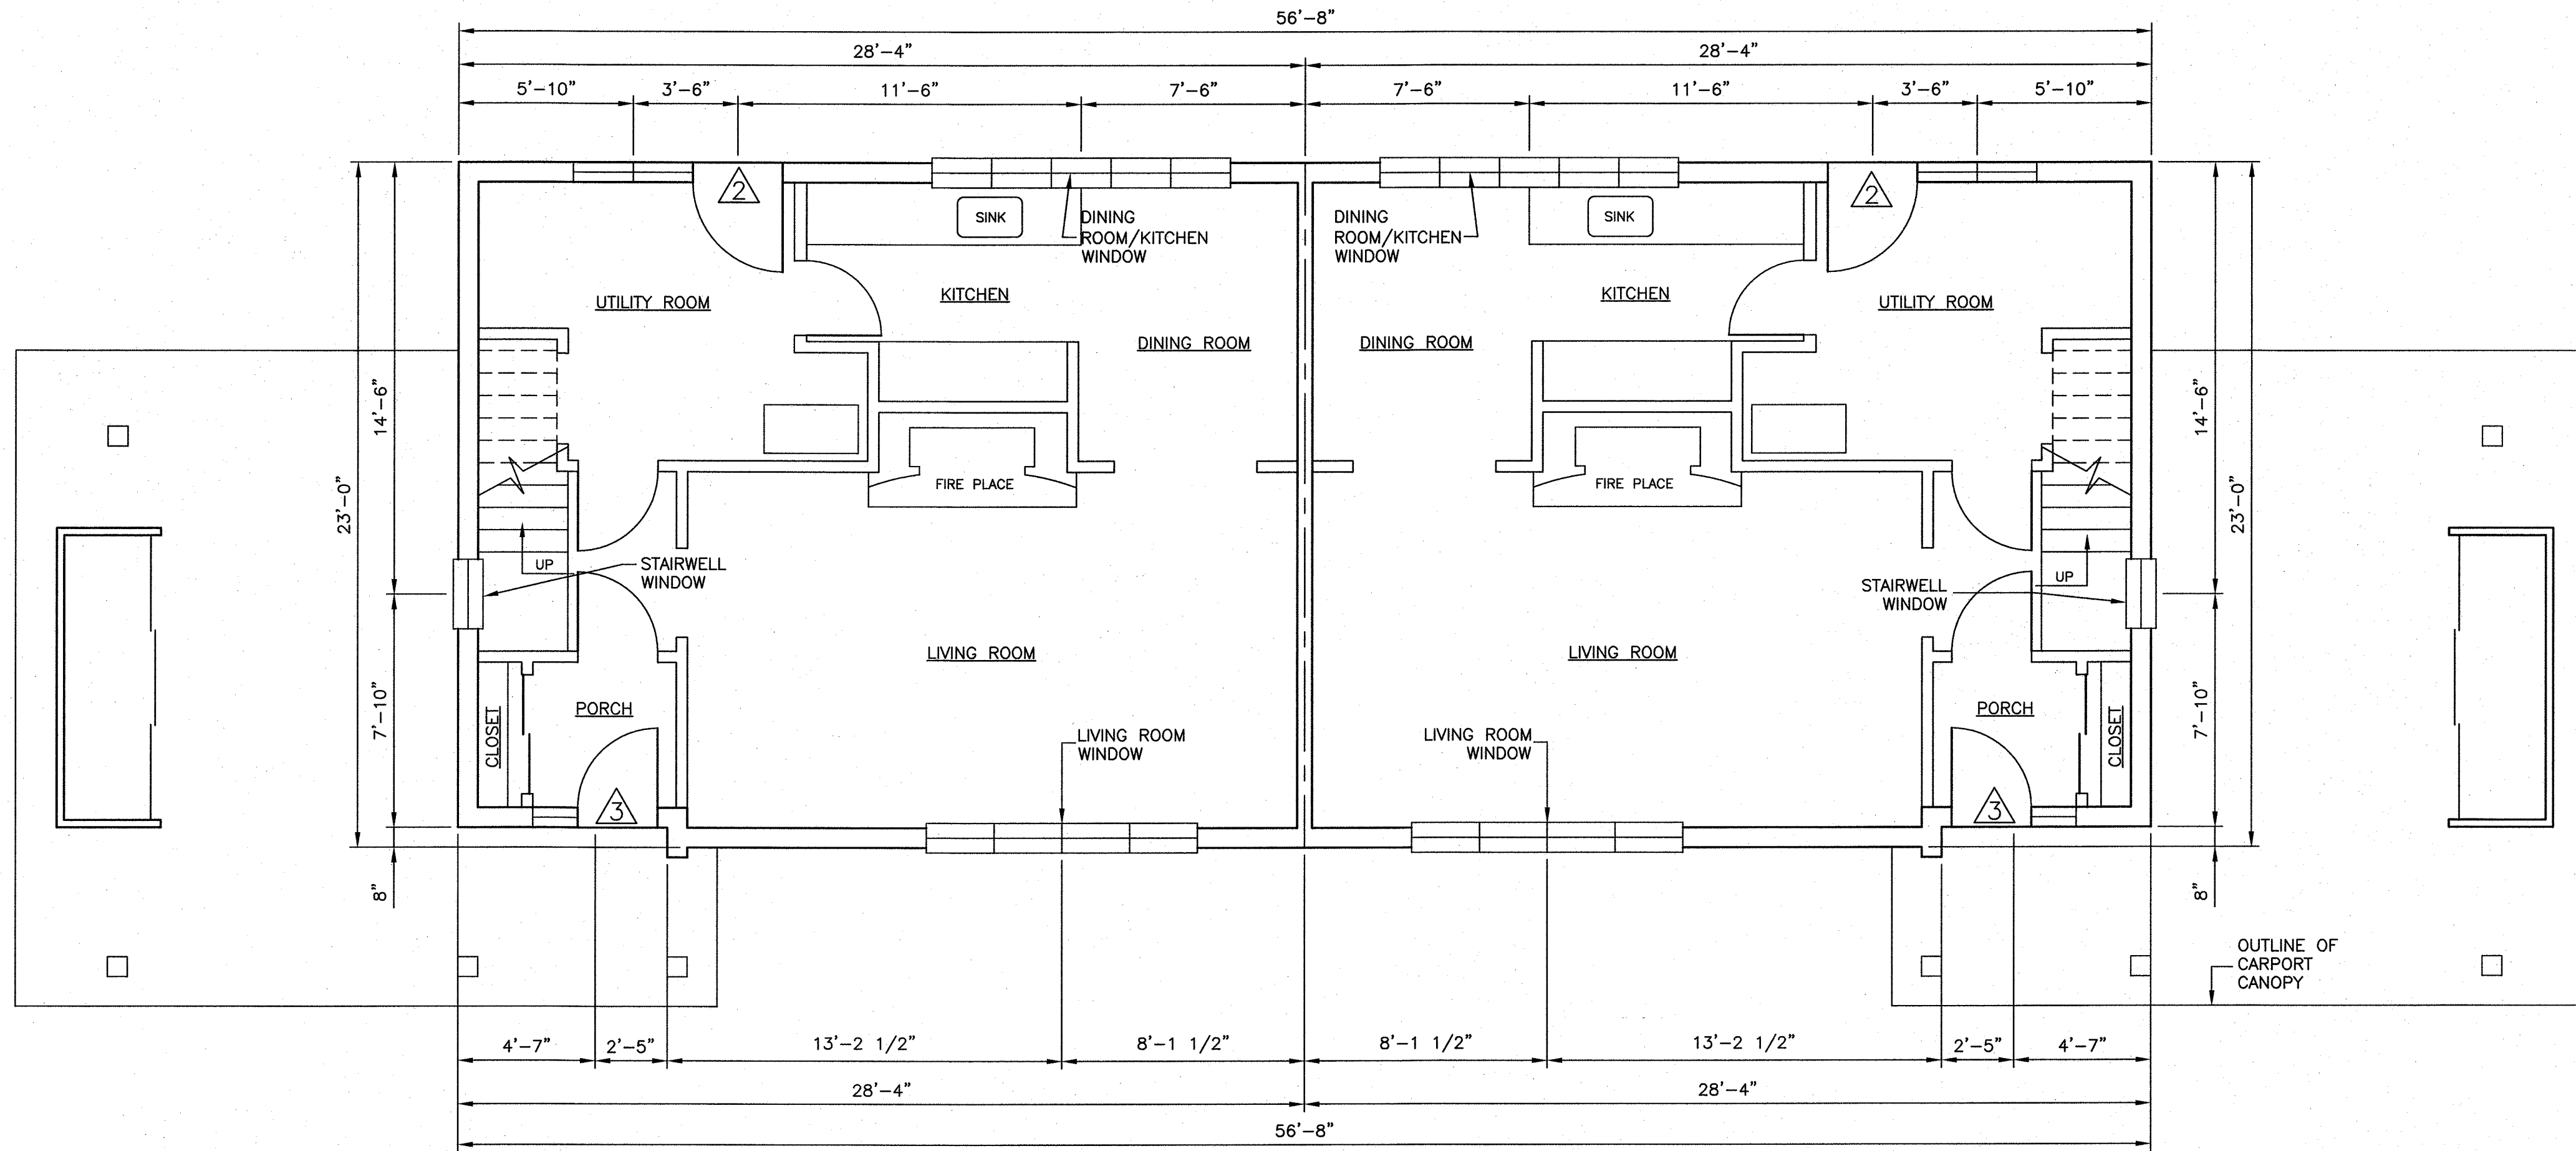 56'-8"
28'-4" 28'-4"
5'-10" 3'-6" 11'-6" 7'-6" 7'-6" 11'-6" 3'-6" 5'-10"
2 2
SINK SINK
DINING
ROOM/KITCHEN
WINDOW
DINING
ROOM/KITCHEN
WINDOW
UTILITY ROOM KITCHEN KITCHEN UTILITY ROOM
DINING ROOM DINING ROOM
14'-6" 14'-6"
23'-0" 23'-0"
FIRE PLACE FIRE PLACE
UP UP
STAIRWELL
WINDOW
STAIRWELL
WINDOW
LIVING ROOM LIVING ROOM
7'-10" 7'-10"
PORCH PORCH
CLOSET CLOSET
LIVING ROOM
WINDOW
LIVING ROOM
WINDOW
3 3
8" 8"
OUTLINE OF
CARPORT
CANOPY
4'-7" 2'-5" 13'-2 1/2" 8'-1 1/2" 8'-1 1/2" 13'-2 1/2" 2'-5" 4'-7"
28'-4" 28'-4"
56'-8"